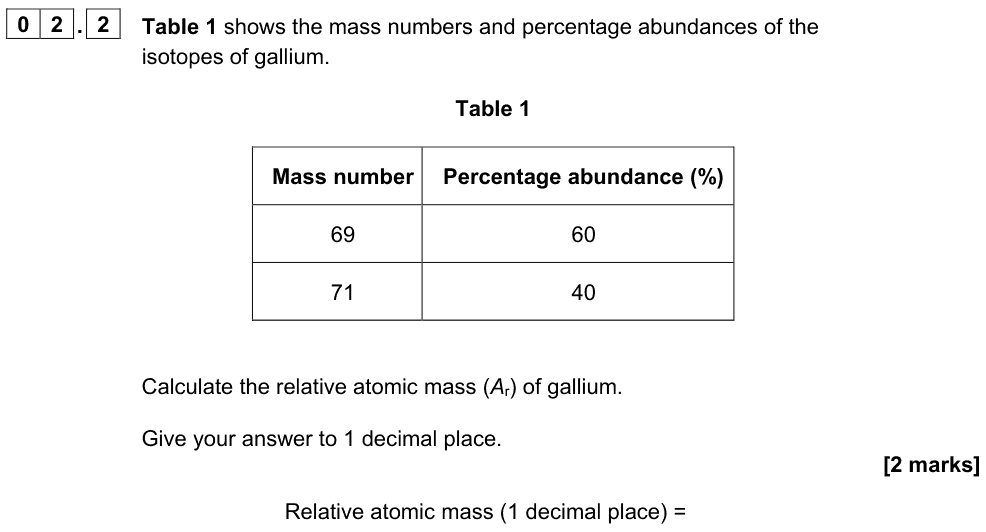 0 2 . 2 Table 1 shows the mass numbers and percentage abundances of the
isotopes of gallium.
Table 1
Mass number Percentage abundance (%)
69 60
71 40
Calculate the relative atomic mass (Ar) of gallium.
Give your answer to 1 decimal place.
[2 marks]
Relative atomic mass (1 decimal place) =